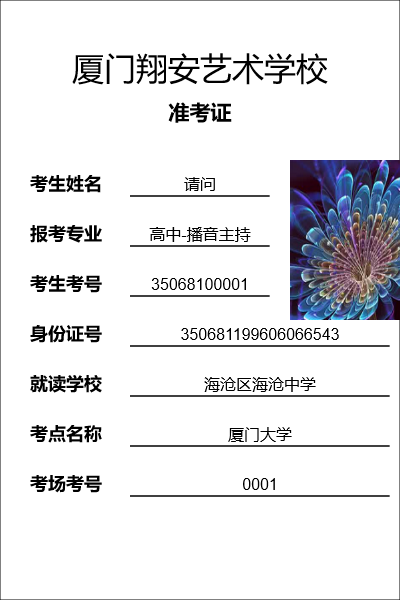 厦门翔安艺术学校
准考证
考生姓名 请问
报考专业 高中-播音主持
考生考号 35068100001
身份证号 350681199606066543
就读学校 海沧区海沧中学
考点名称 厦门大学
考场考号 0001